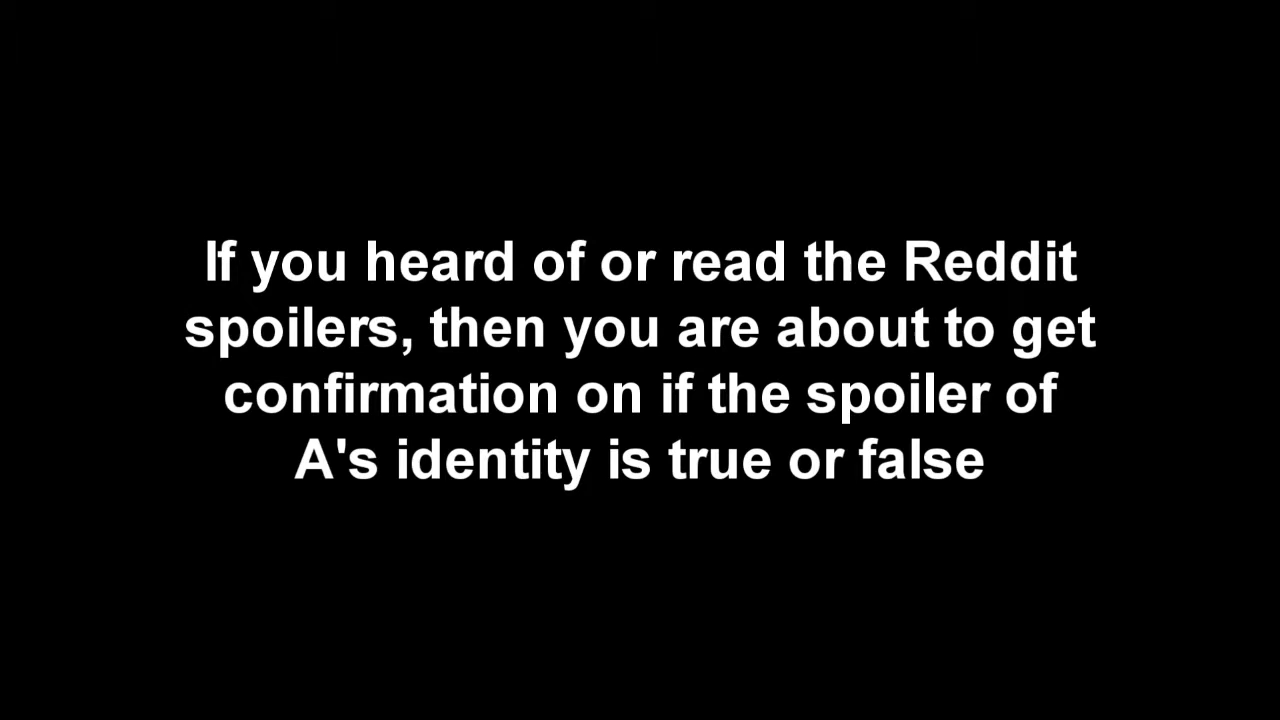 If you heard of or read the Reddit
spoilers, then you are about to get
confirmation on if the spoiler of
A's identity is true or false